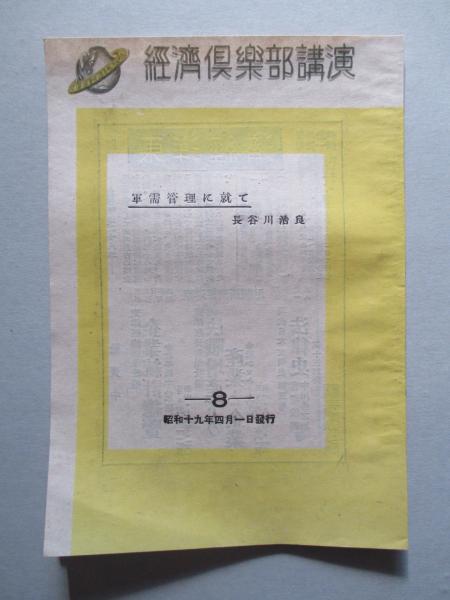 經濟倶樂部講演
軍需管理に就て
長谷川浩良
8
昭和十九年四月一日發行